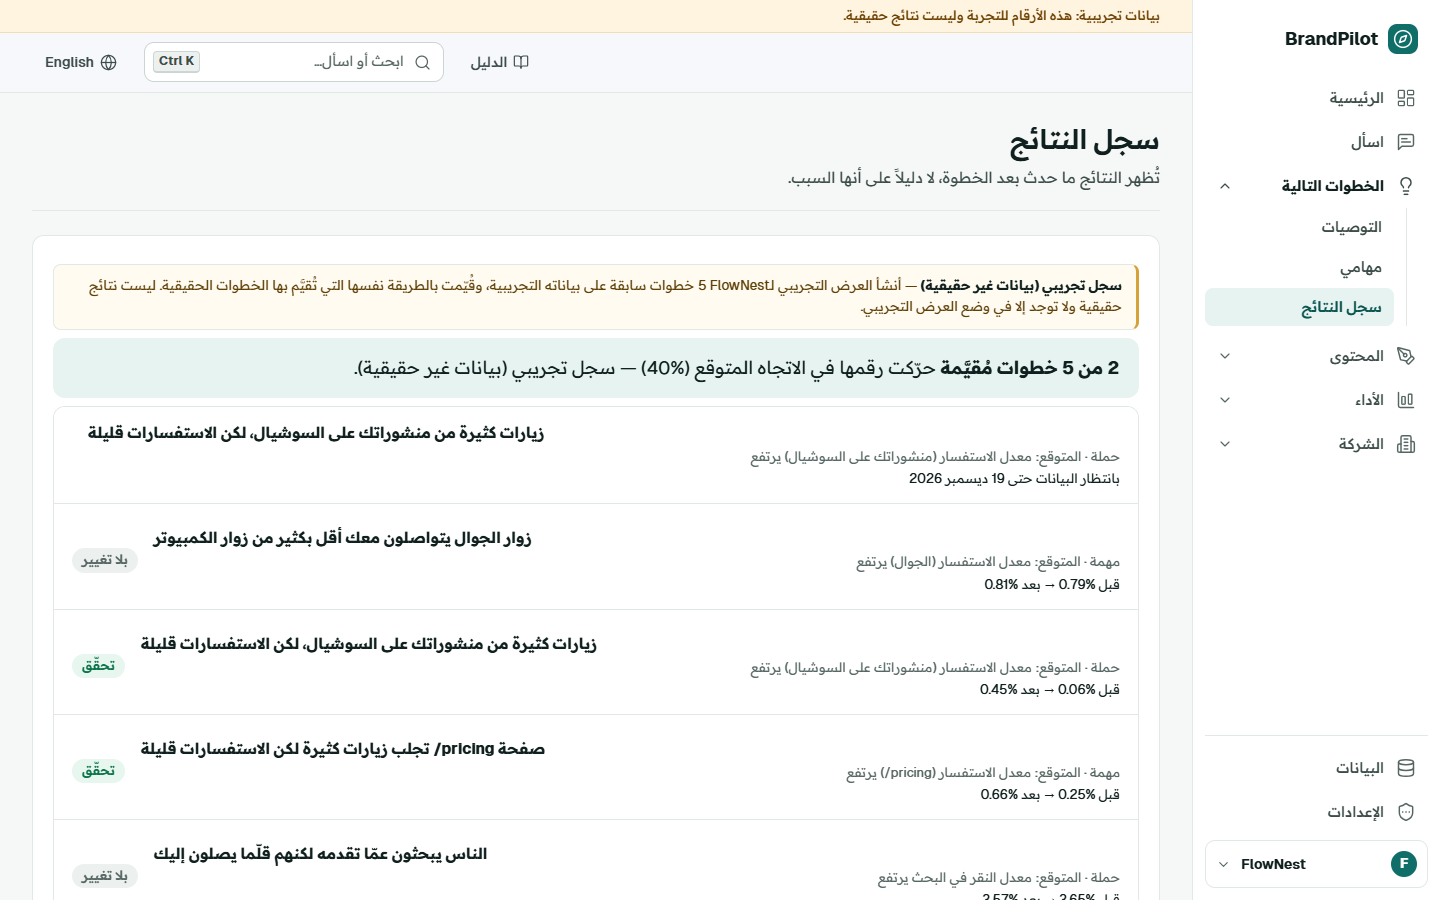 بيانات تجريبية: هذه الأرقام للتجربة وليست نتائج حقيقية.
BrandPilot
الرئيسية
اسأل
الخطوات التالية
التوصيات
مهامي
سجل النتائج
المحتوى
الأداء
الشركة
البيانات
الإعدادات
F FlowNest
الدليل
ابحث أو اسأل... Ctrl K
English
سجل النتائج
تُظهر النتائج ما حدث بعد الخطوة، لا دليلاً على أنها السبب.
سجل تجريبي (بيانات غير حقيقية) — أنشأ العرض التجريبي لـFlowNest 5 خطوات سابقة على بياناته التجريبية، وقُيّمت بالطريقة نفسها التي تُقيَّم بها الخطوات الحقيقية. ليست نتائج
حقيقية ولا توجد إلا في وضع العرض التجريبي.
2 من 5 خطوات مُقيَّمة حرّكت رقمها في الاتجاه المتوقع (40%) — سجل تجريبي (بيانات غير حقيقية).
زيارات كثيرة من منشوراتك على السوشيال، لكن الاستفسارات قليلة
حملة · المتوقع: معدل الاستفسار (منشوراتك على السوشيال) يرتفع
بانتظار البيانات حتى 19 ديسمبر 2026
زوار الجوال يتواصلون معك أقل بكثير من زوار الكمبيوتر
مهمة · المتوقع: معدل الاستفسار (الجوال) يرتفع
قبل 0.79% → بعد 0.81%
بلا تغيير
زيارات كثيرة من منشوراتك على السوشيال، لكن الاستفسارات قليلة
حملة · المتوقع: معدل الاستفسار (منشوراتك على السوشيال) يرتفع
قبل 0.06% → بعد 0.45%
تحقّق
صفحة /pricing تجلب زيارات كثيرة لكن الاستفسارات قليلة
مهمة · المتوقع: معدل الاستفسار (/pricing) يرتفع
قبل 0.25% → بعد 0.66%
تحقّق
الناس يبحثون عمّا تقدمه لكنهم قلّما يصلون إليك
حملة · المتوقع: معدل النقر في البحث يرتفع
بلا تغيير